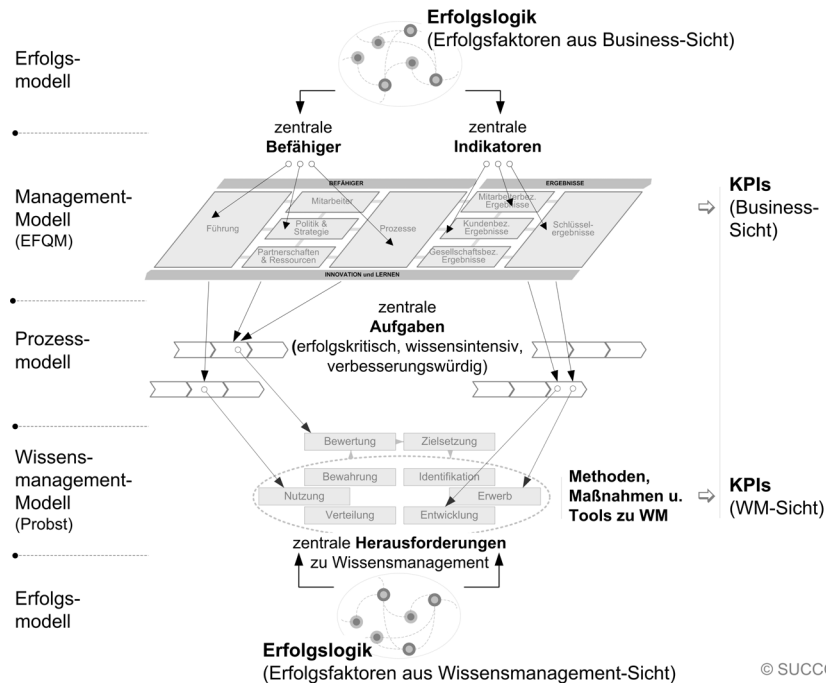 Erfolgslogik
(Erfolgsfaktoren aus Business-Sicht)
Erfolgs-
modell
zentrale
Befähiger
zentrale
Indikatoren
Management-
Modell
(EFQM)
BEFÄHIGER
ERGEBNISSE
Führung
Mitarbeiter
Politik &
Strategie
Partnerschaften
& Ressourcen
Prozesse
Mitarbeiterbez.
Ergebnisse
Kundenbez.
Ergebnisse
Gesellschaftsbez.
Ergebnisse
Schlüssel-
ergebnisse
INNOVATION und LERNEN
KPIs
(Business-
Sicht)
Prozess-
modell
zentrale
Aufgaben
(erfolgskritisch, wissensintensiv,
verbesserungswürdig)
Wissens-
management-
Modell
(Probst)
Bewertung
Zielsetzung
Bewahrung
Identifikation
Nutzung
Erwerb
Verteilung
Entwicklung
Methoden,
Maßnahmen u.
Tools zu WM
KPIs
(WM-Sicht)
zentrale Herausforderungen
zu Wissensmanagement
Erfolgs-
modell
Erfolgslogik
(Erfolgsfaktoren aus Wissensmanagement-Sicht)